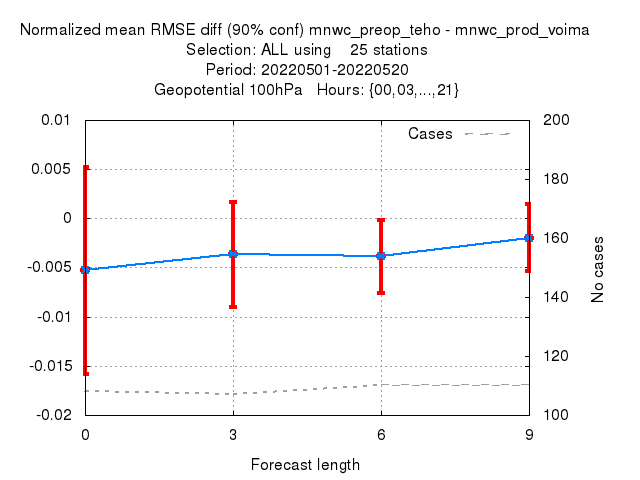 Normalized mean RMSE diff (90% conf) mnwc_preop_teho - mnwc_prod_voima
Selection: ALL using    25 stations
Period: 20220501-20220520
Geopotential 100hPa   Hours: {00,03,...,21}
Cases
0.01
0.005
0
-0.005
-0.01
-0.015
-0.02
200
180
160
140
120
100
No cases
0
3
6
9
Forecast length